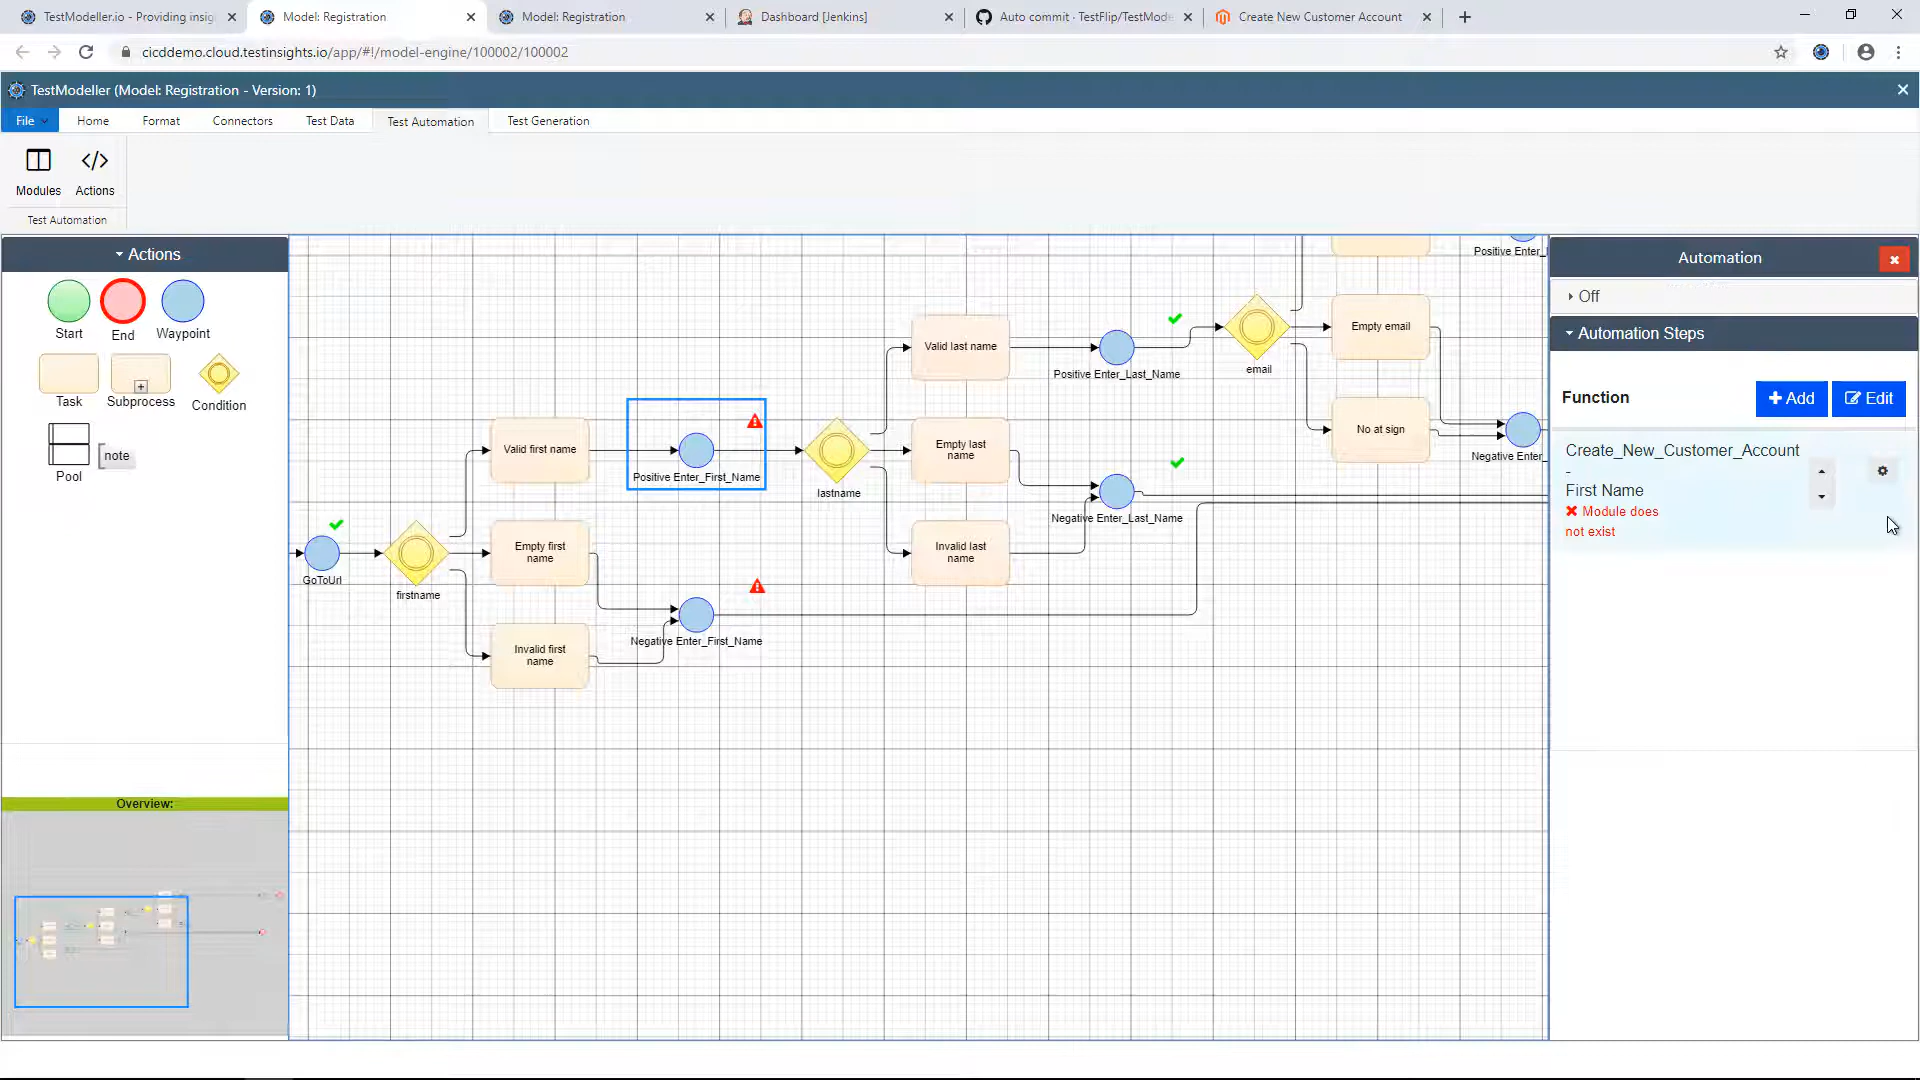 TestModeller.io - Providing insig
Model: Registration
Model: Registration
Dashboard [Jenkins]
Auto commit · TestFlip/TestMode
Create New Customer Account
cicddemo.cloud.testinsights.io/app/#!/model-engine/100002/100002
TestModeller (Model: Registration - Version: 1)
File
Home
Format
Connectors
Test Data
Test Automation
Test Generation
Modules
Actions
Test Automation
Actions
Start
End
Waypoint
Task
Subprocess
Condition
Pool
note
Overview:
GoToUrl
firstname
Valid first name
Empty first
name
Invalid first
name
Positive Enter_First_Name
Negative Enter_First_Name
lastname
Valid last name
Empty last
name
Invalid last
name
Positive Enter_Last_Name
Negative Enter_Last_Name
email
Empty email
No at sign
Positive Enter_
Negative Enter_
Automation
Off
Automation Steps
Function
Add
Edit
Create_New_Customer_Account
-
First Name
Module does
not exist